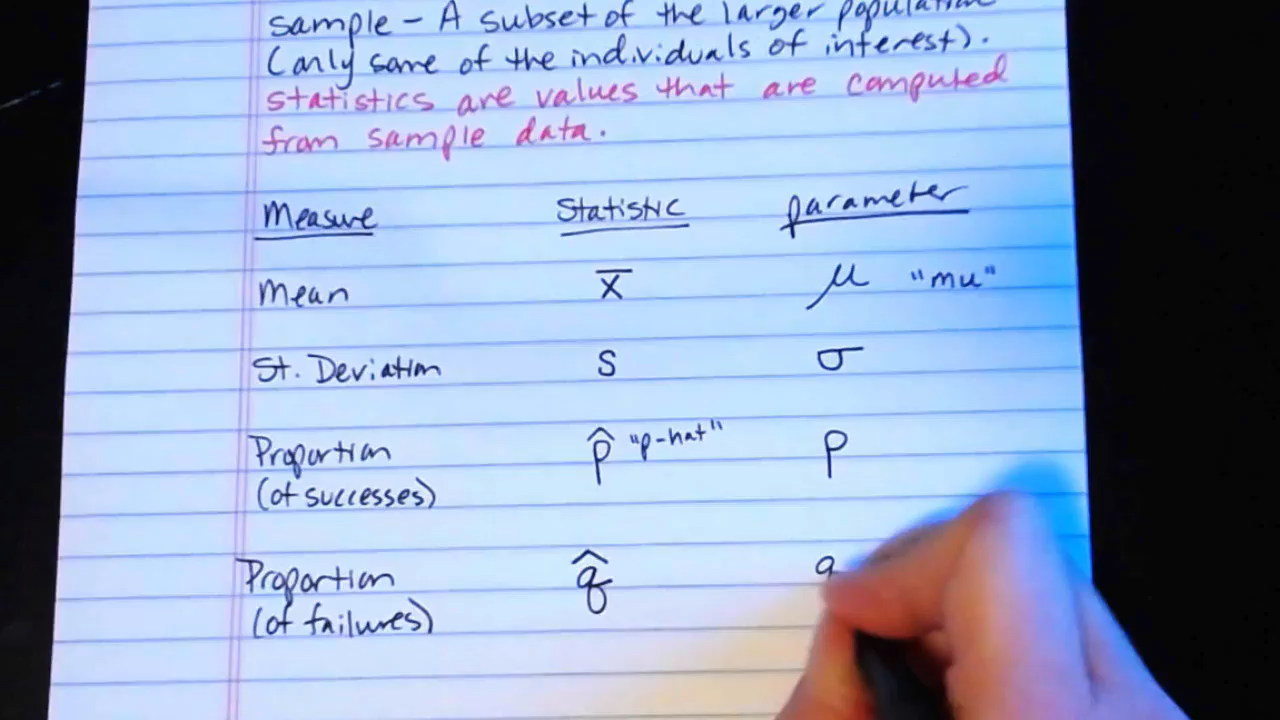 sample - A subset of the larger population
(only some of the individuals of interest).
statistics are values that are computed
from sample data.
Measure Statistic parameter
Mean x̅ μ "mu"
St. Deviation S σ
Proportion p̂ "p-hat" p
(of successes)
Proportion q̂ q
(of failures)